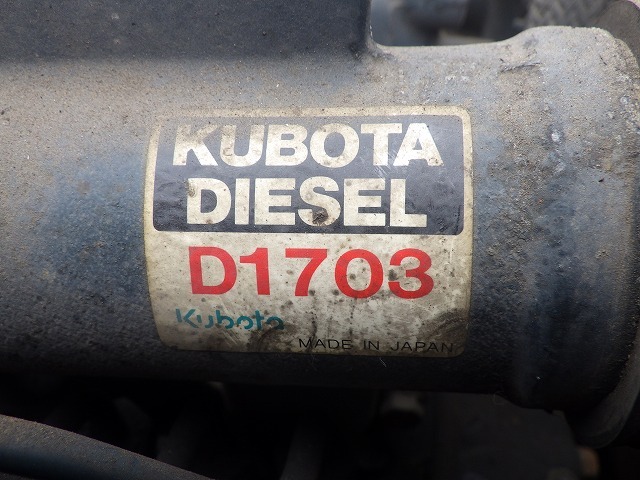 KUBOTA
DIESEL
D1703
Kubota
MADE IN JAPAN